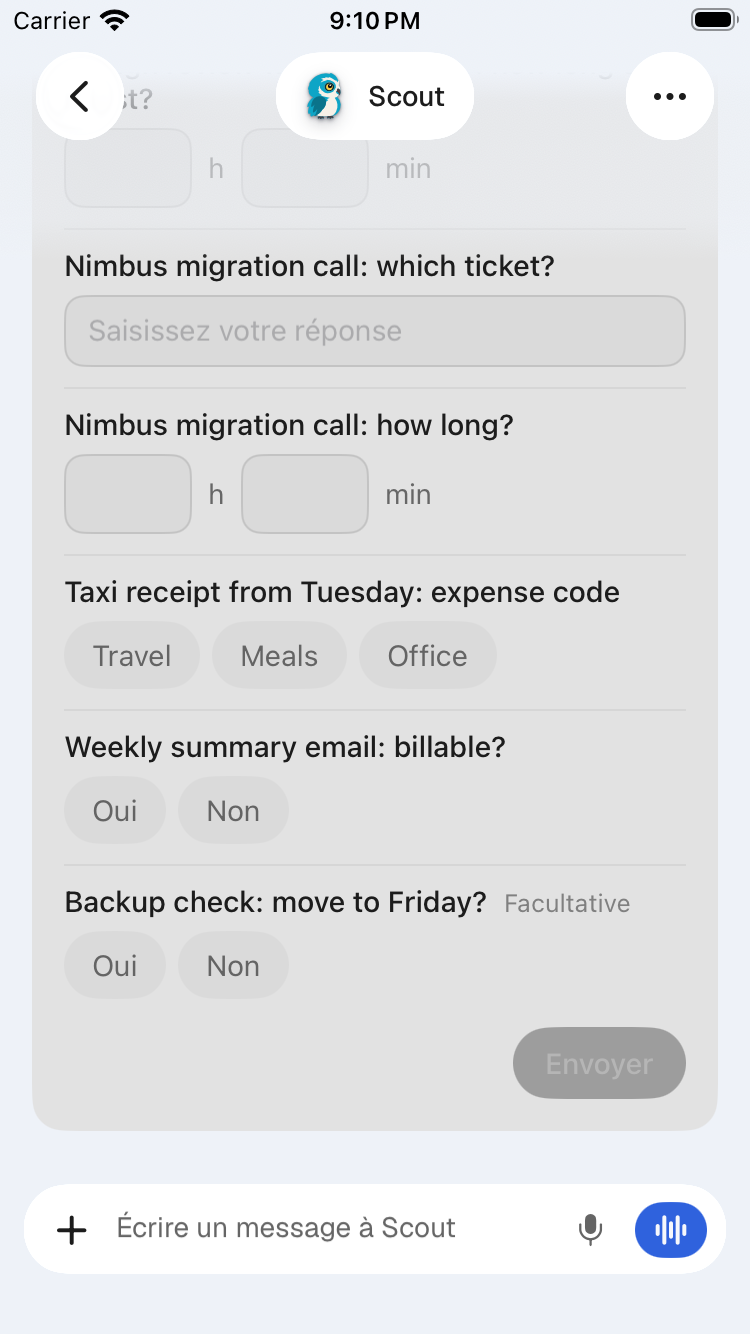 Carrier 9:10 PM
Scout
h min
Nimbus migration call: which ticket?
Saisissez votre réponse
Nimbus migration call: how long?
h min
Taxi receipt from Tuesday: expense code
Travel Meals Office
Weekly summary email: billable?
Oui Non
Backup check: move to Friday? Facultative
Oui Non
Envoyer
Écrire un message à Scout